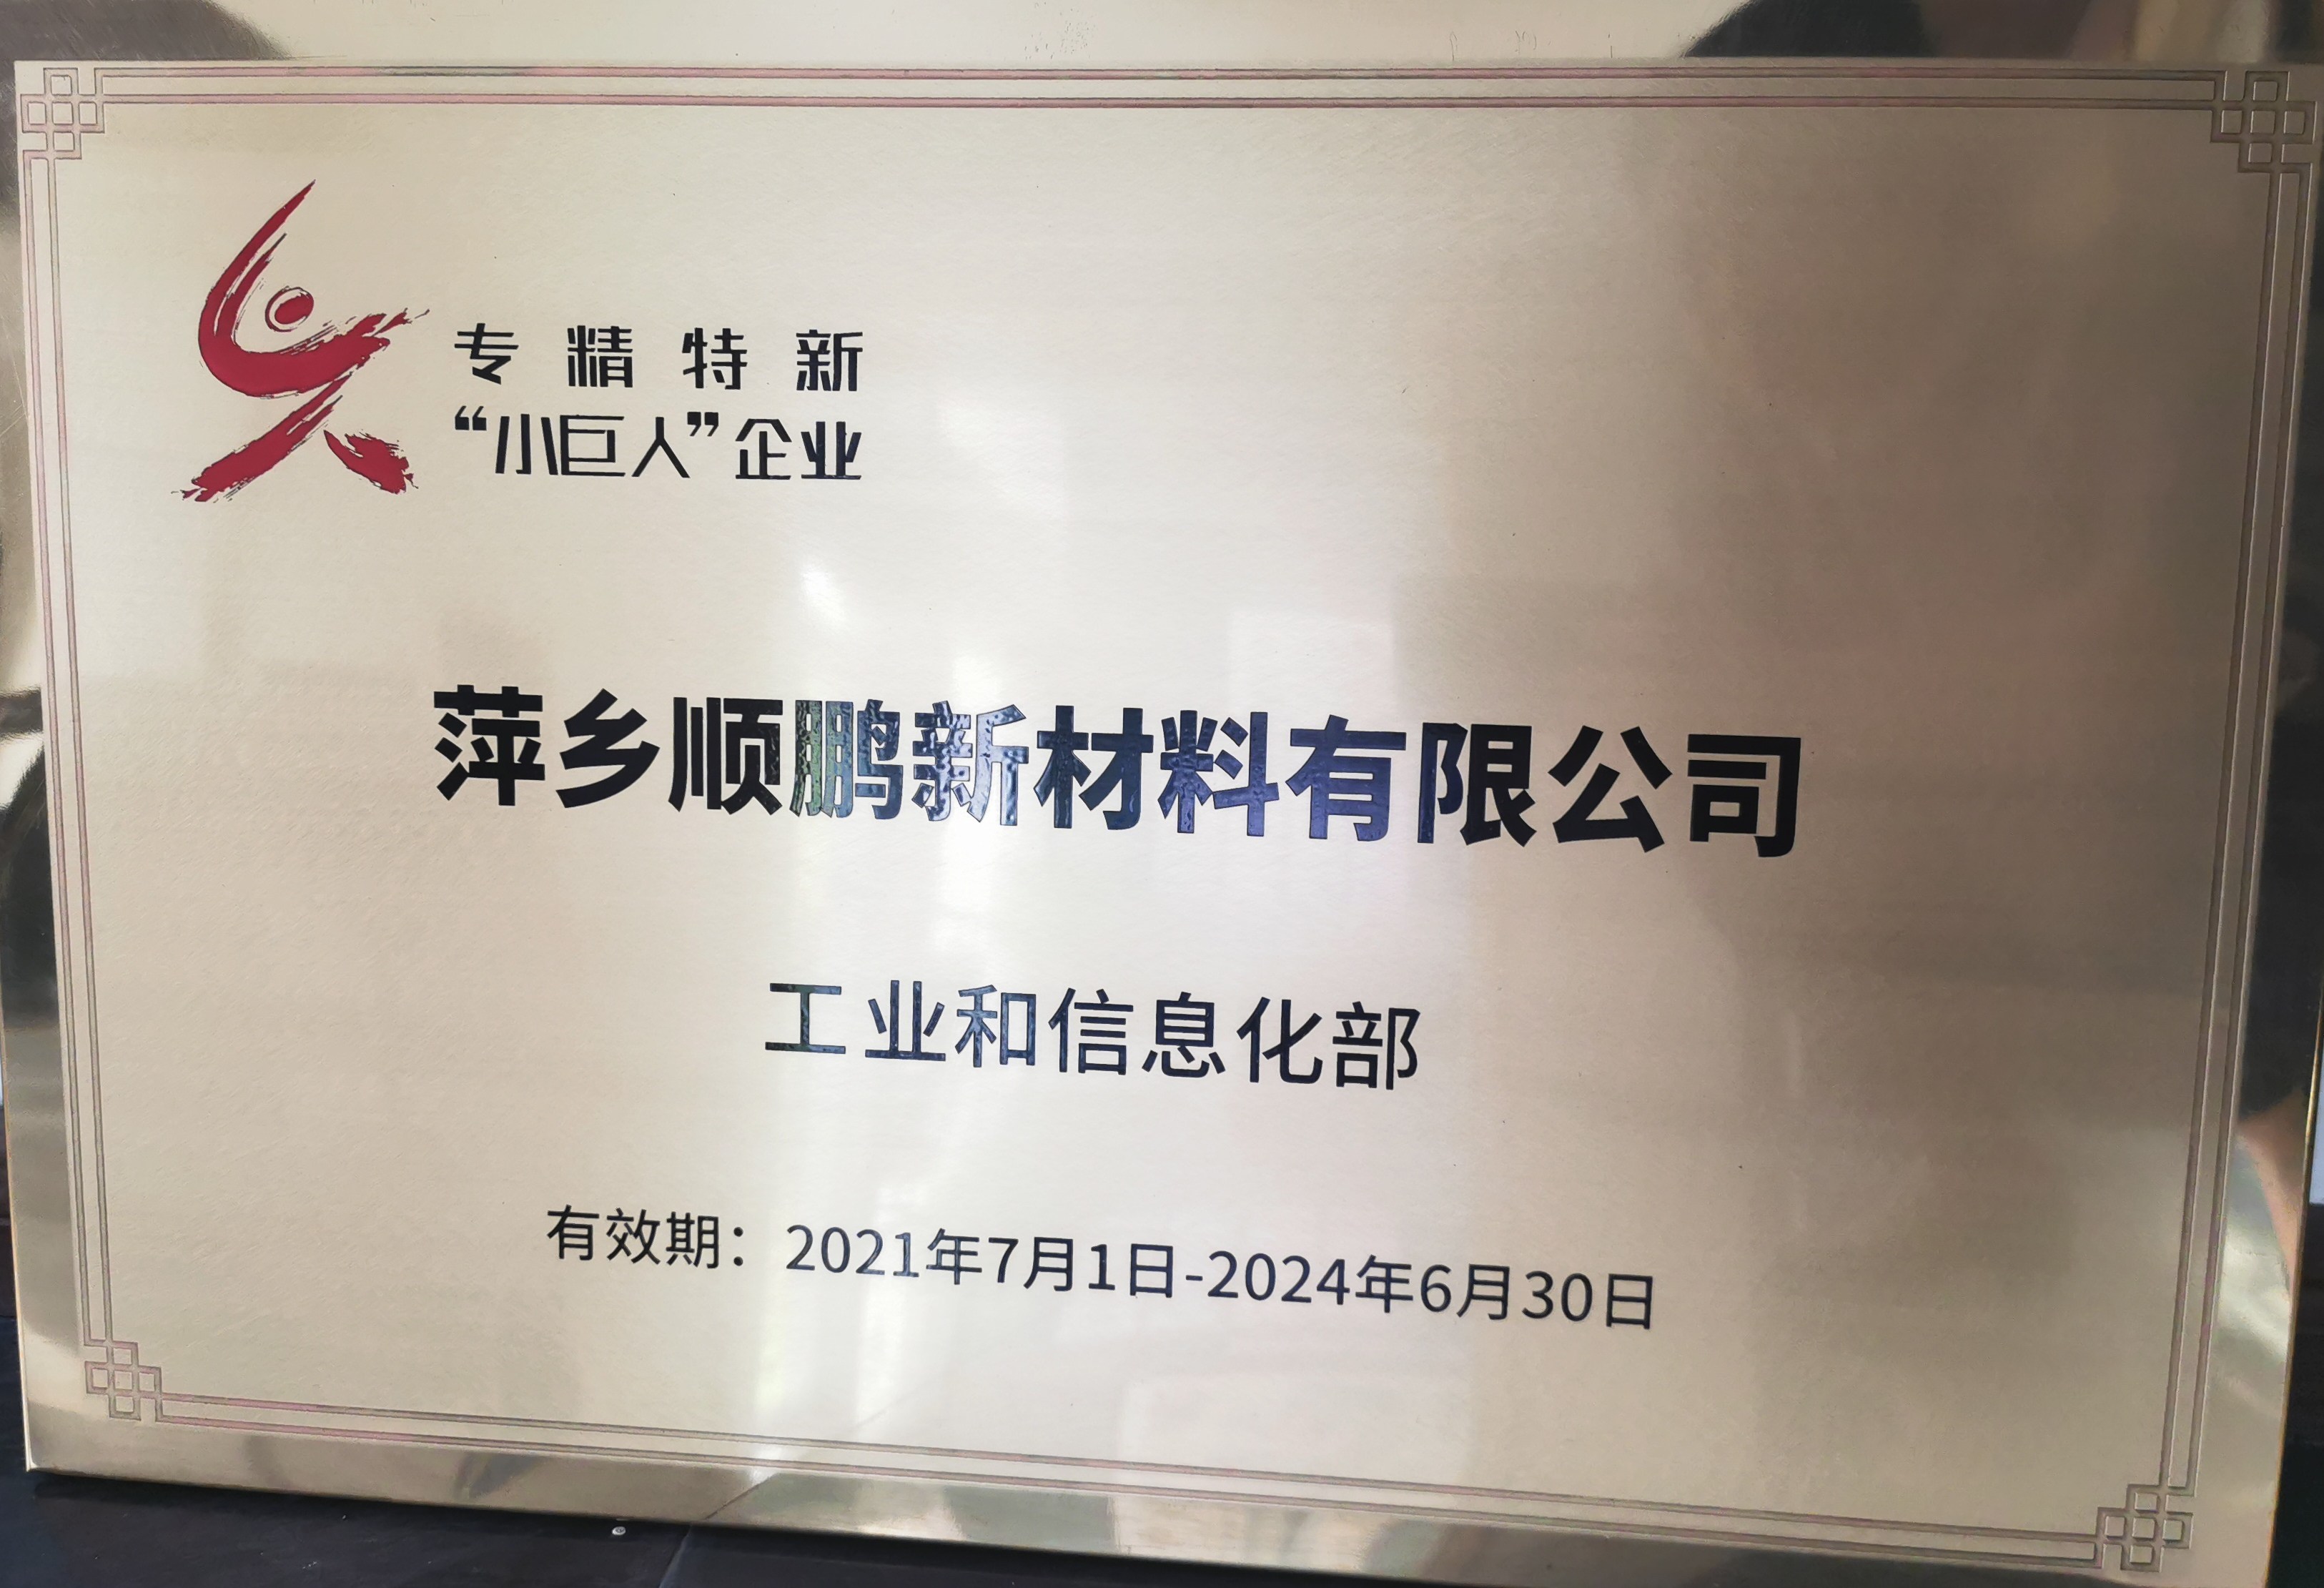 专精特新
“小巨人”企业
萍乡顺鹏新材料有限公司
工业和信息化部
有效期：2021年7月1日-2024年6月30日